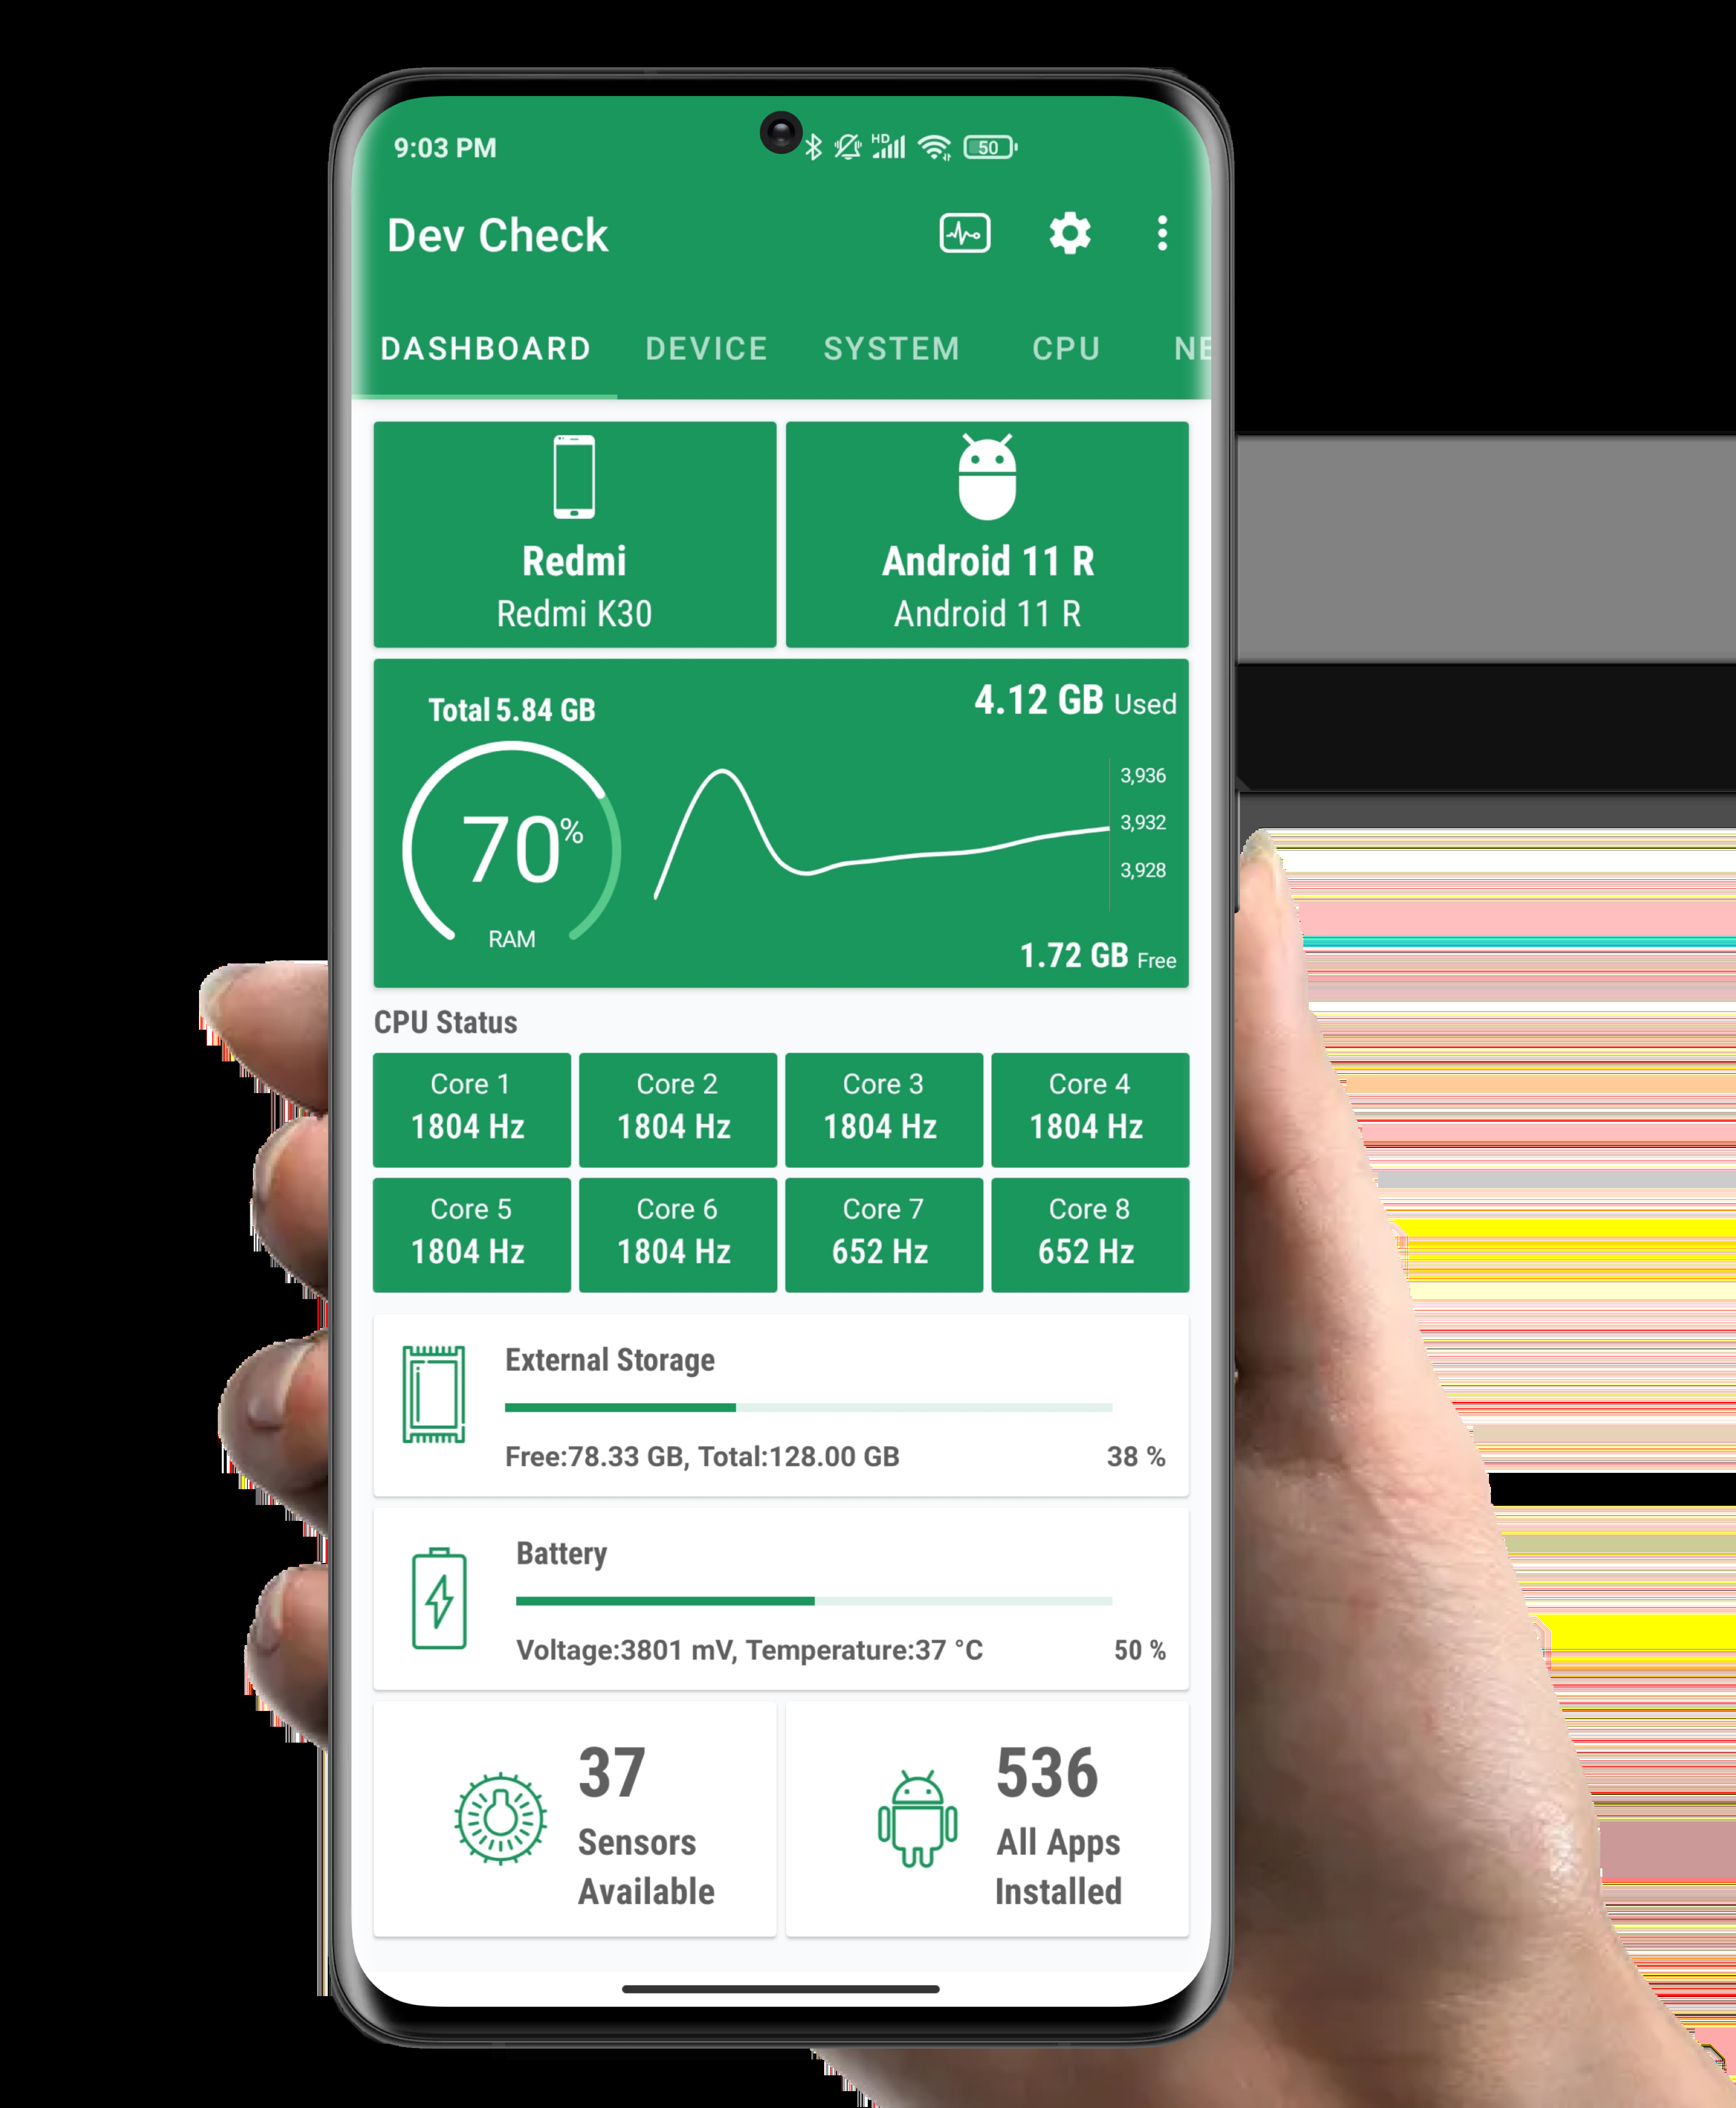 9:03 PM
HD
50
Dev Check
DASHBOARD DEVICE SYSTEM CPU NE
Redmi
Redmi K30
Android 11 R
Android 11 R
Total 5.84 GB
4.12 GB Used
3,936
3,932
3,928
70%
RAM
1.72 GB Free
CPU Status
Core 1 Core 2 Core 3 Core 4
1804 Hz 1804 Hz 1804 Hz 1804 Hz
Core 5 Core 6 Core 7 Core 8
1804 Hz 1804 Hz 652 Hz 652 Hz
External Storage
Free:78.33 GB, Total:128.00 GB 38 %
Battery
Voltage:3801 mV, Temperature:37 °C 50 %
37
Sensors
Available
536
All Apps
Installed